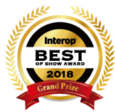 Interop
BEST
OF SHOW AWARD
2018
Grand Prize